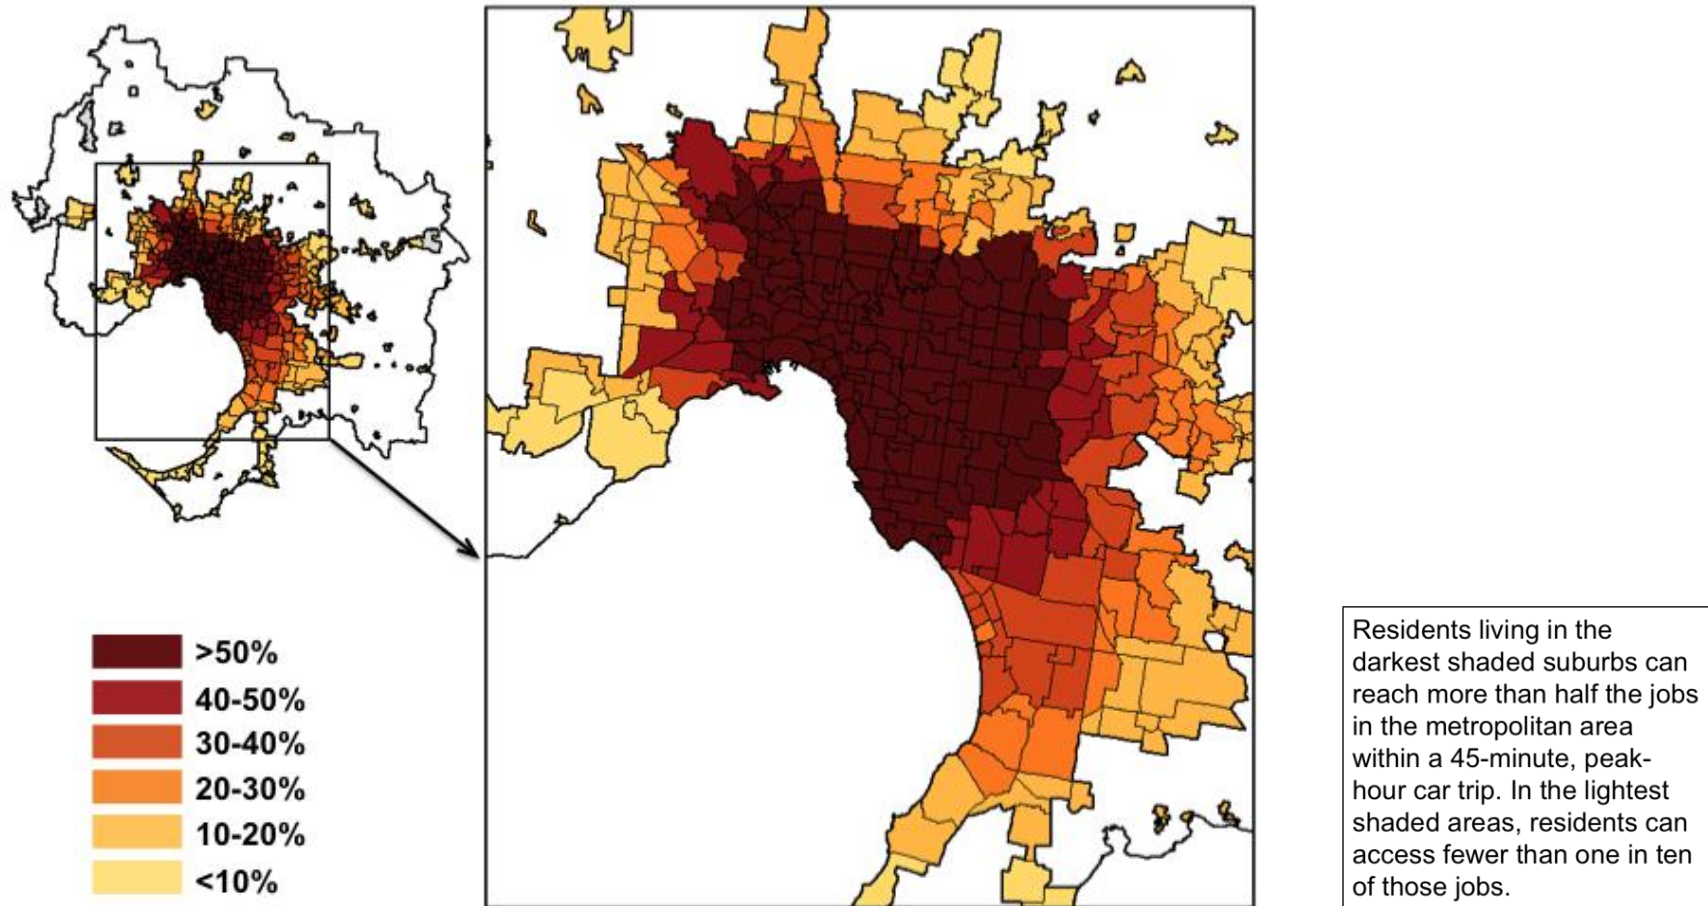 >50%
40-50%
30-40%
20-30%
10-20%
<10%
Residents living in the
darkest shaded suburbs can
reach more than half the jobs
in the metropolitan area
within a 45-minute, peak-
hour car trip. In the lightest
shaded areas, residents can
access fewer than one in ten
of those jobs.